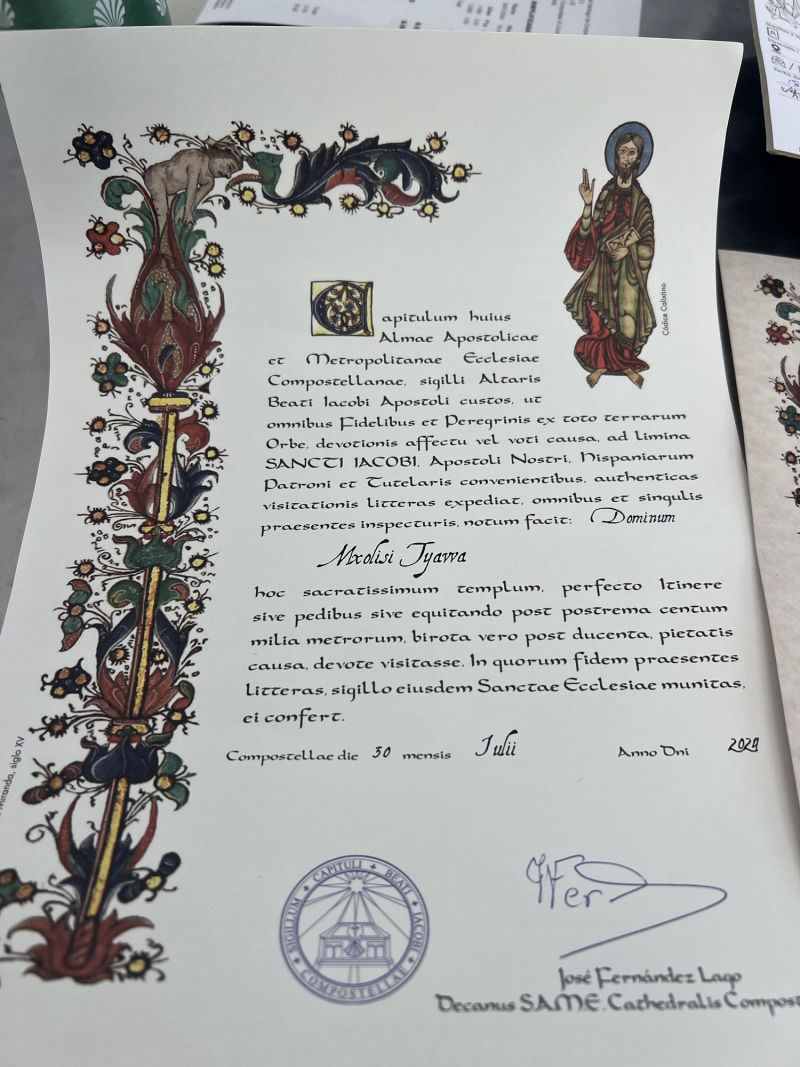 Códice Calixtino
Capitulum huius
Almae Apostolicae
et Metropolitanae Ecclesiae
Compostellanae, sigilli Altaris
Beati Iacobi Apostoli custos, ut
omnibus Fidelibus et Peregrinis ex toto terrarum
Orbe, devotionis affectu vel voti causa, ad limina
SANCTI IACOBI, Apostoli Nostri, Hispaniarum
Patroni et Tutelaris convenientibus, authenticas
visitationis litteras expediat, omnibus et singulis
praesentes inspecturis, notum facit: Dominum
Mxolisi Tyawa
hoc sacratissimum templum, perfecto Itinere
sive pedibus sive equitando post postrema centum
milia metrorum, birota vero post ducenta, pietatis
causa, devote visitasse. In quorum fidem praesentes
litteras, sigillo eiusdem Sanctae Ecclesiae munitas,
ei confert.
Compostellae die 30 mensis Iulii Anno Dni
Miranda, siglo XV
SIGILLUM CAPITULI BEATI IACOBI COMPOSTELLAE
José Fernández Lago
Decanus S.A.M.E. Cathedralis Compost